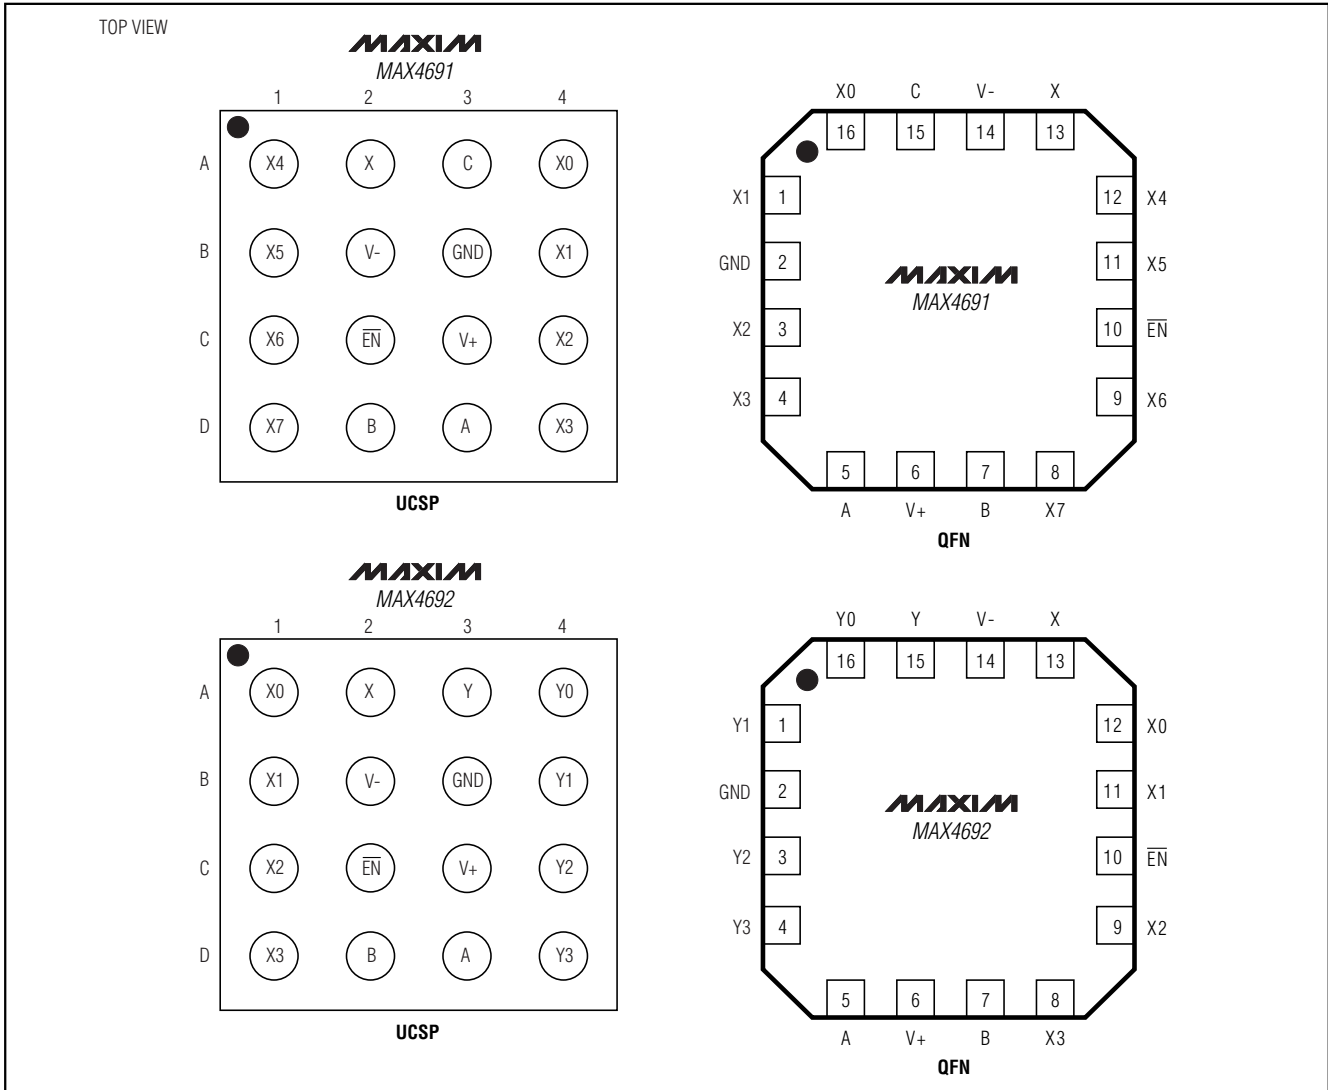 TOP VIEW
MAXIM
MAX4691
1 2 3 4
A X4 X C X0
B X5 V- GND X1
C X6 E̅N̅ V+ X2
D X7 B A X3
UCSP
X0 C V- X
16 15 14 13
X1 1 12 X4
GND 2 11 X5
MAXIM
MAX4691
X2 3 10 E̅N̅
X3 4 9 X6
5 6 7 8
A V+ B X7
QFN
MAXIM
MAX4692
1 2 3 4
A X0 X Y Y0
B X1 V- GND Y1
C X2 E̅N̅ V+ Y2
D X3 B A Y3
UCSP
Y0 Y V- X
16 15 14 13
Y1 1 12 X0
GND 2 11 X1
MAXIM
MAX4692
Y2 3 10 E̅N̅
Y3 4 9 X2
5 6 7 8
A V+ B X3
QFN